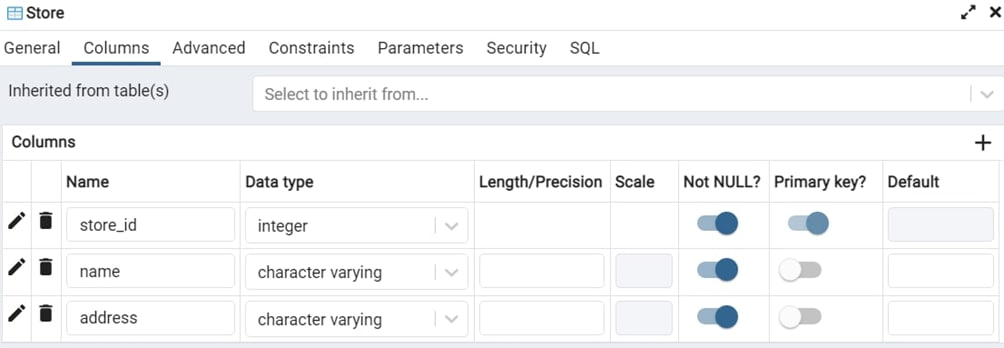 Store
General Columns Advanced Constraints Parameters Security SQL
Inherited from table(s) Select to inherit from...
Columns
Name Data type Length/Precision Scale Not NULL? Primary key? Default
store_id integer
name character varying
address character varying